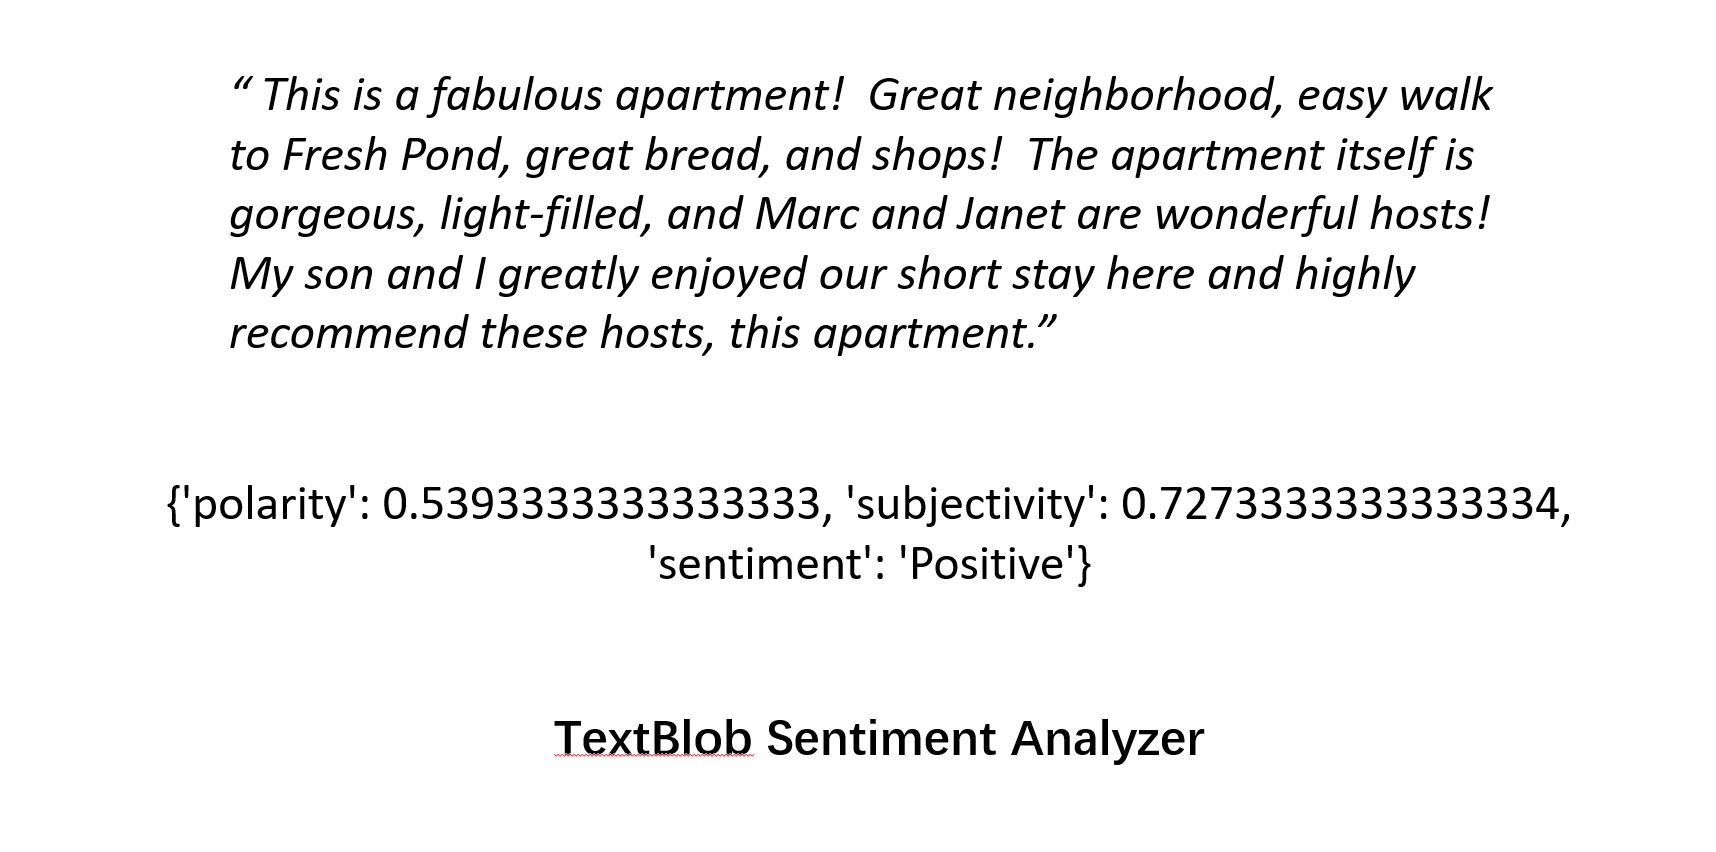 “ This is a fabulous apartment!  Great neighborhood, easy walk
to Fresh Pond, great bread, and shops!  The apartment itself is
gorgeous, light-filled, and Marc and Janet are wonderful hosts!
My son and I greatly enjoyed our short stay here and highly
recommend these hosts, this apartment.”
{'polarity': 0.5393333333333333, 'subjectivity': 0.7273333333333334,
'sentiment': 'Positive'}
TextBlob Sentiment Analyzer